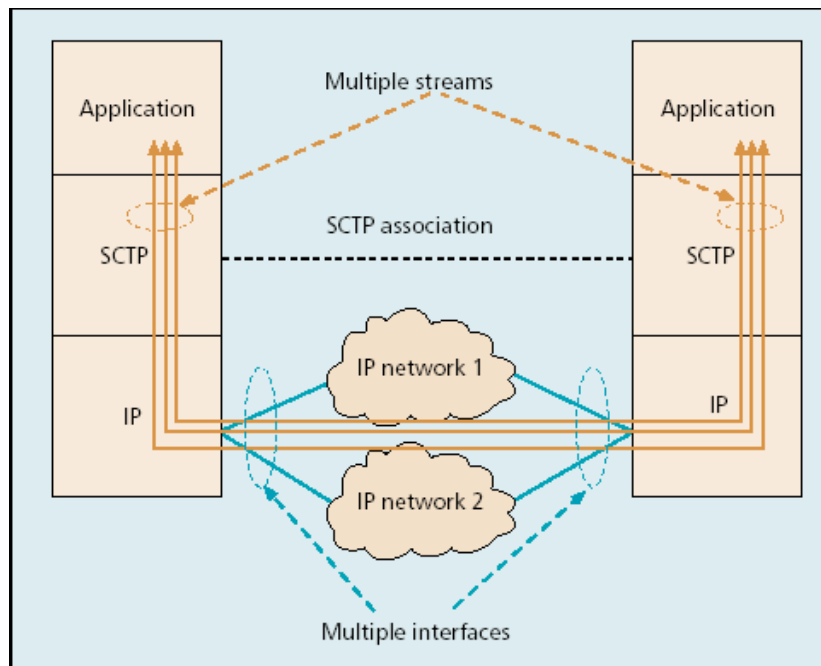 Multiple streams
Application
Application
SCTP association
SCTP
SCTP
IP network 1
IP
IP
IP network 2
Multiple interfaces